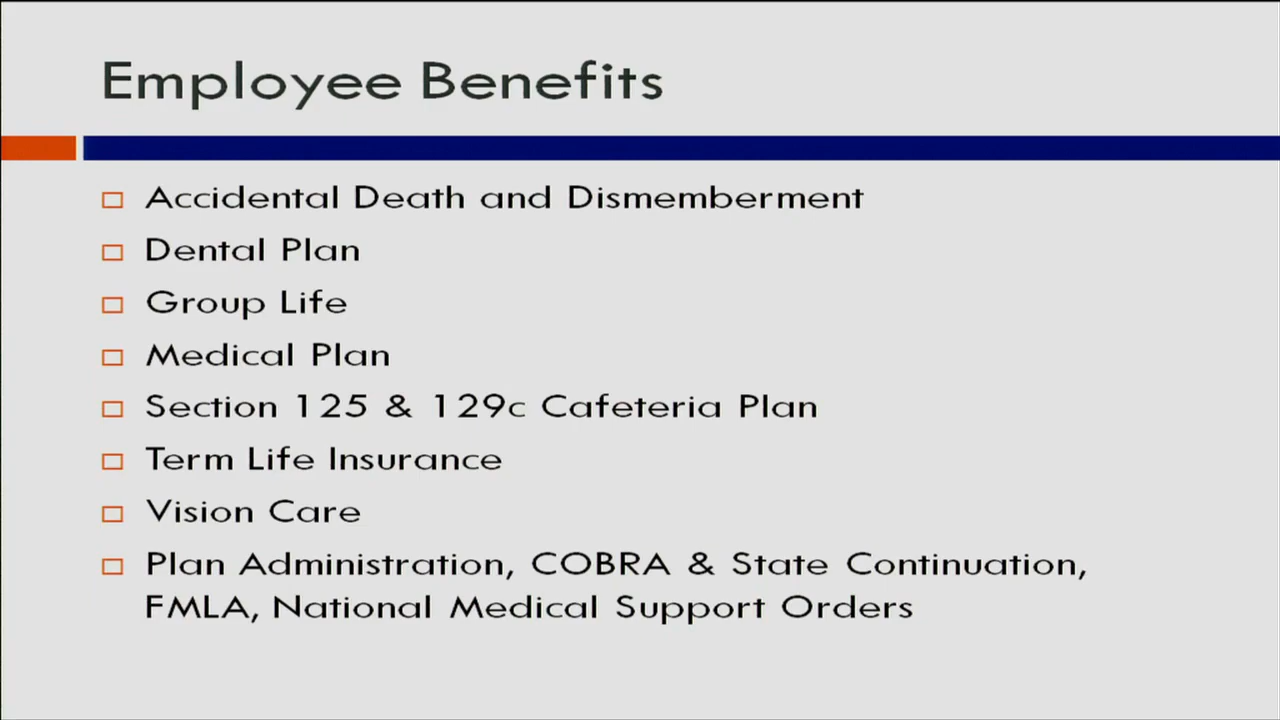 Employee Benefits
Accidental Death and Dismemberment
Dental Plan
Group Life
Medical Plan
Section 125 & 129c Cafeteria Plan
Term Life Insurance
Vision Care
Plan Administration, COBRA & State Continuation,
FMLA, National Medical Support Orders